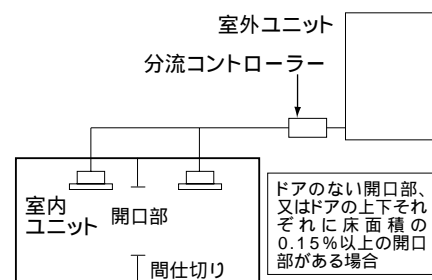 室外ユニット
分流コントローラー
室内
ユニット
開口部
間仕切り
ドアのない開口部、
又はドアの上下それ
ぞれに床面積の
0.15%以上の開口
部がある場合